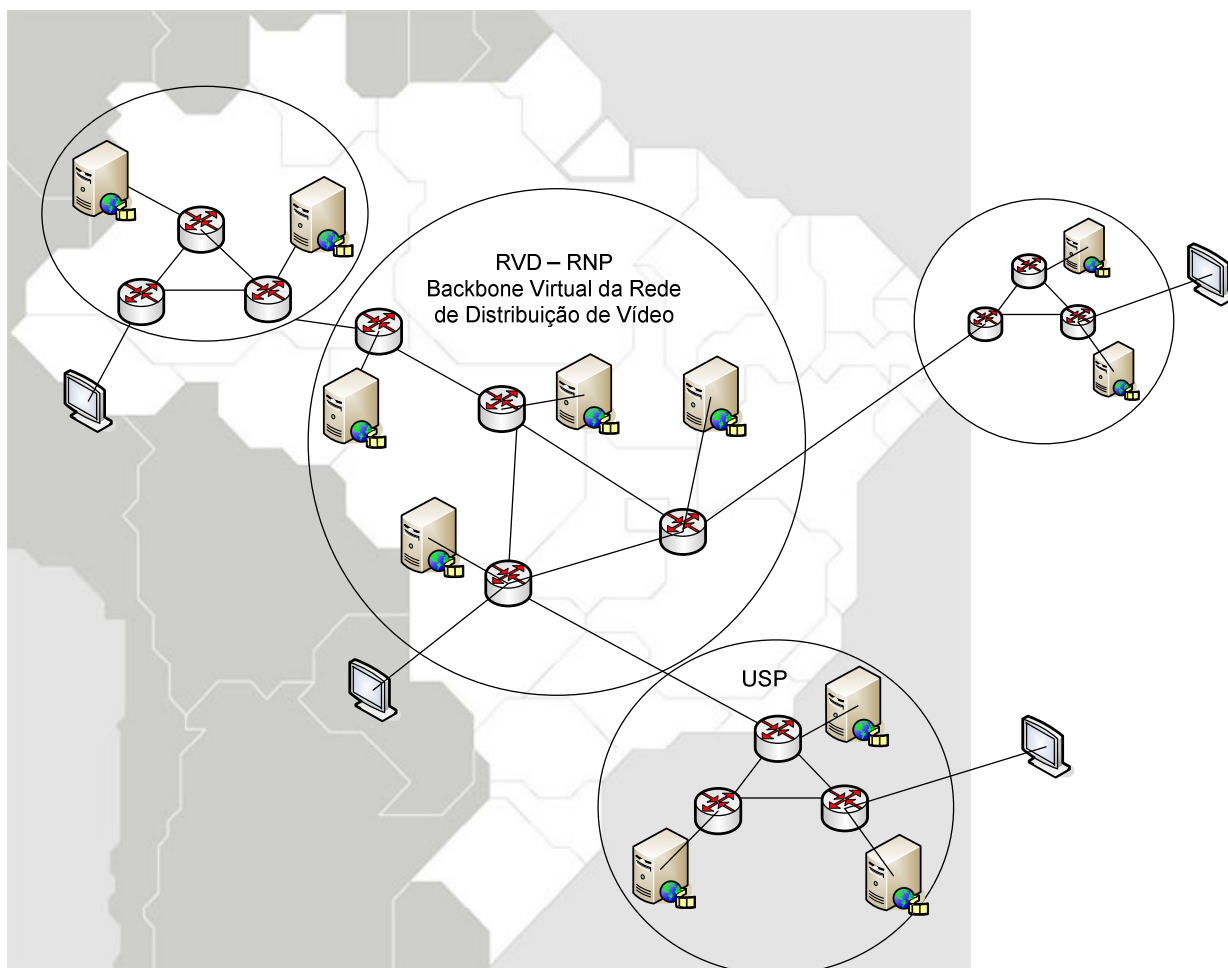 RVD – RNP
Backbone Virtual da Rede
de Distribuição de Vídeo
USP